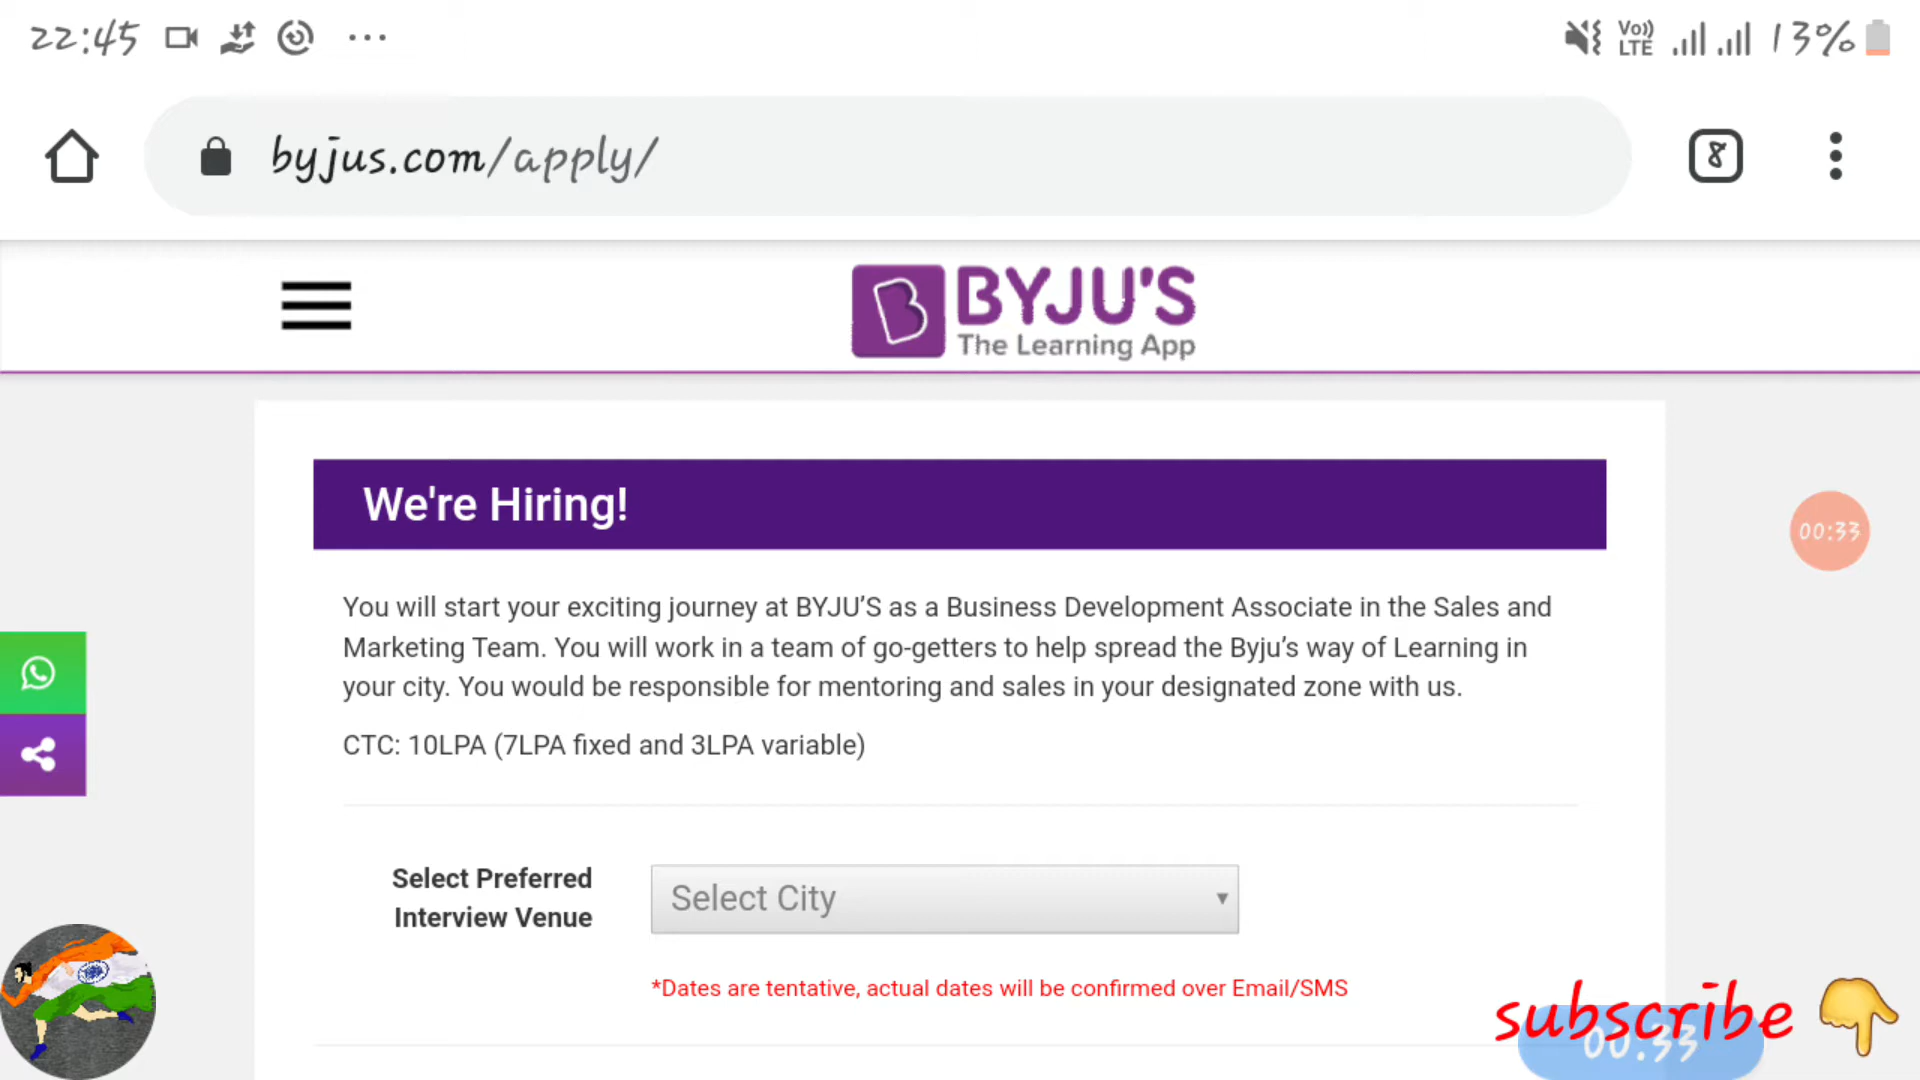 22:45
Vo)) LTE
13%
byjus.com/apply/
8
BYJU'S
The Learning App
We're Hiring!
00:33
You will start your exciting journey at BYJU’S as a Business Development Associate in the Sales and
Marketing Team. You will work in a team of go-getters to help spread the Byju’s way of Learning in
your city. You would be responsible for mentoring and sales in your designated zone with us.
CTC: 10LPA (7LPA fixed and 3LPA variable)
Select Preferred
Interview Venue
Select City
*Dates are tentative, actual dates will be confirmed over Email/SMS
subscribe
00:33